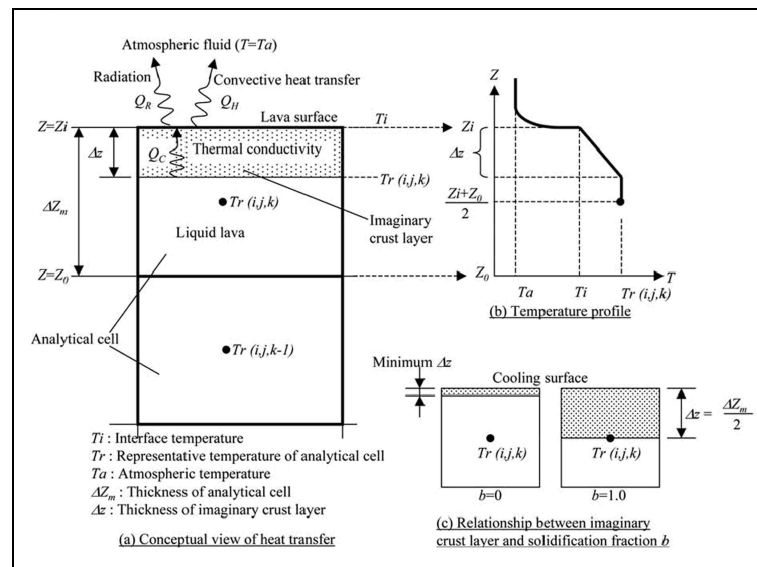 Atmospheric fluid (T=Ta)
Radiation
Convective heat transfer
Q_R
Q_H
Lava surface
Ti
Z=Zi
Δz
Q_C
Thermal conductivity
Tr (i,j,k)
ΔZ_m
Tr (i,j,k)
Imaginary
crust layer
Liquid lava
Z=Z_0
Analytical cell
Tr (i,j,k-1)
Ti : Interface temperature
Tr : Representative temperature of analytical cell
Ta : Atmospheric temperature
ΔZ_m : Thickness of analytical cell
Δz : Thickness of imaginary crust layer
(a) Conceptual view of heat transfer
Z
Zi
Δz
Zi+Z_0
2
Z_0
T
Ta
Ti
Tr (i,j,k)
(b) Temperature profile
Minimum Δz
Cooling surface
Δz = ΔZ_m
2
Tr (i,j,k)
Tr (i,j,k)
b=0
b=1.0
(c) Relationship between imaginary
crust layer and solidification fraction b